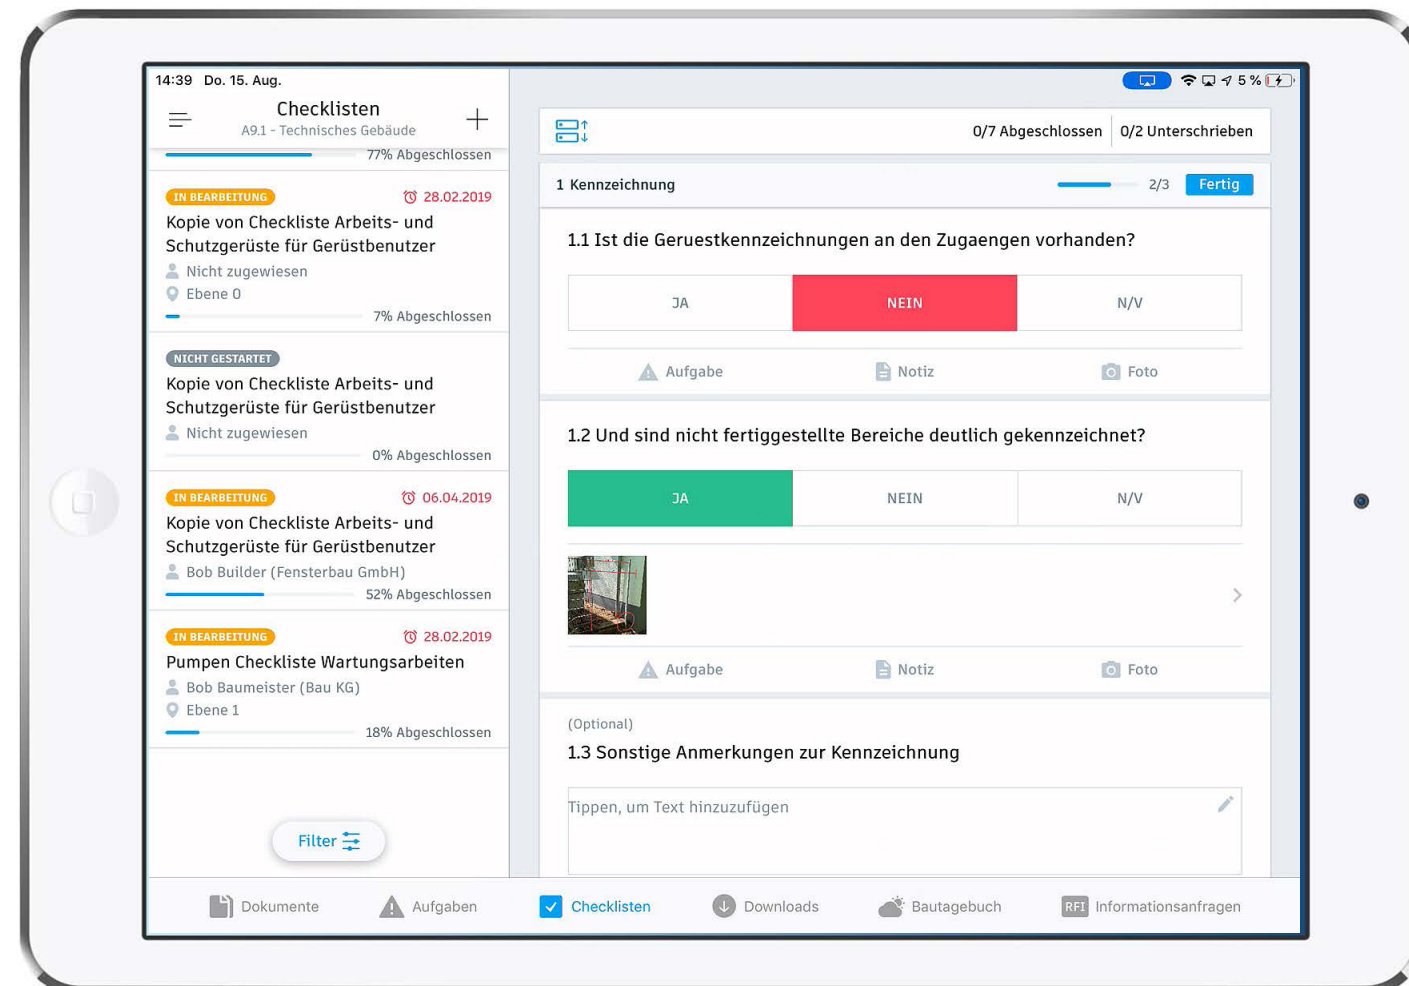 14:39 Do. 15. Aug.
5 %
Checklisten
A9.1 - Technisches Gebäude
77% Abgeschlossen
IN BEARBEITUNG
28.02.2019
Kopie von Checkliste Arbeits- und
Schutzgerüste für Gerüstbenutzer
Nicht zugewiesen
Ebene 0
7% Abgeschlossen
NICHT GESTARTET
Kopie von Checkliste Arbeits- und
Schutzgerüste für Gerüstbenutzer
Nicht zugewiesen
0% Abgeschlossen
IN BEARBEITUNG
06.04.2019
Kopie von Checkliste Arbeits- und
Schutzgerüste für Gerüstbenutzer
Bob Builder (Fensterbau GmbH)
52% Abgeschlossen
IN BEARBEITUNG
28.02.2019
Pumpen Checkliste Wartungsarbeiten
Bob Baumeister (Bau KG)
Ebene 1
18% Abgeschlossen
Filter
0/7 Abgeschlossen 0/2 Unterschrieben
1 Kennzeichnung 2/3 Fertig
1.1 Ist die Geruestkennzeichnungen an den Zugaengen vorhanden?
JA NEIN N/V
Aufgabe Notiz Foto
1.2 Und sind nicht fertiggestellte Bereiche deutlich gekennzeichnet?
JA NEIN N/V
Aufgabe Notiz Foto
(Optional)
1.3 Sonstige Anmerkungen zur Kennzeichnung
Tippen, um Text hinzuzufügen
Dokumente Aufgaben Checklisten Downloads Bautagebuch RFI Informationsanfragen